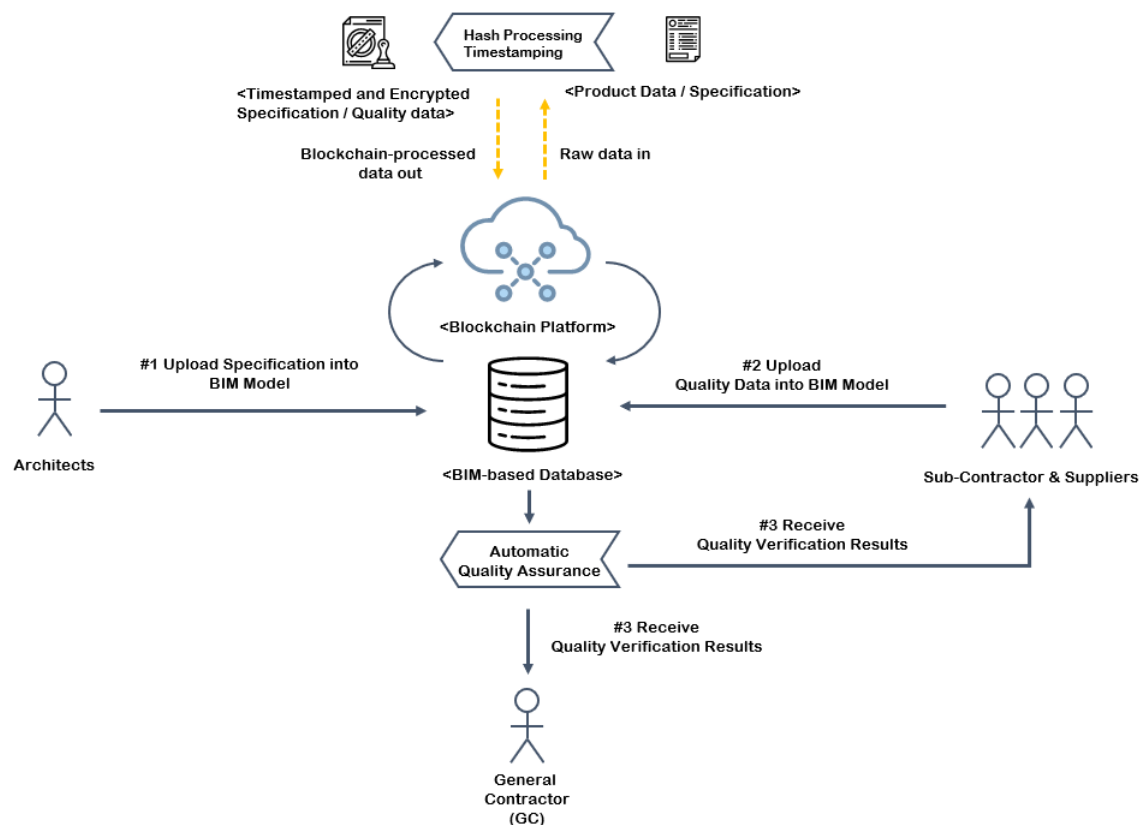 Hash Processing
Timestamping
<Timestamped and Encrypted
Specification / Quality data>
<Product Data / Specification>
Blockchain-processed
data out
Raw data in
<Blockchain Platform>
#1 Upload Specification into
BIM Model
#2 Upload
Quality Data into BIM Model
Architects
<BIM-based Database>
Sub-Contractor & Suppliers
Automatic
Quality Assurance
#3 Receive
Quality Verification Results
#3 Receive
Quality Verification Results
General
Contractor
(GC)